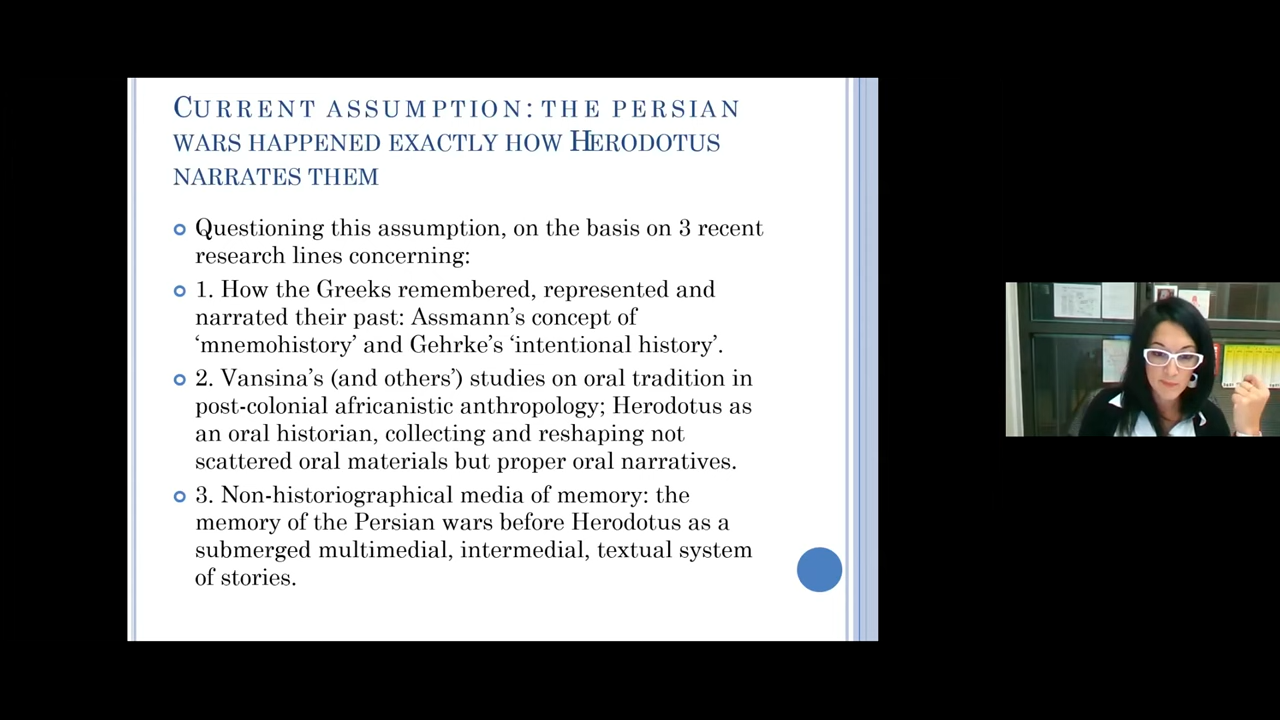 CURRENT ASSUMPTION: THE PERSIAN
WARS HAPPENED EXACTLY HOW HERODOTUS
NARRATES THEM
Questioning this assumption, on the basis on 3 recent
research lines concerning:
1. How the Greeks remembered, represented and
narrated their past: Assmann’s concept of
‘mnemohistory’ and Gehrke’s ‘intentional history’.
2. Vansina’s (and others’) studies on oral tradition in
post-colonial africanistic anthropology; Herodotus as
an oral historian, collecting and reshaping not
scattered oral materials but proper oral narratives.
3. Non-historiographical media of memory: the
memory of the Persian wars before Herodotus as a
submerged multimedial, intermedial, textual system
of stories.